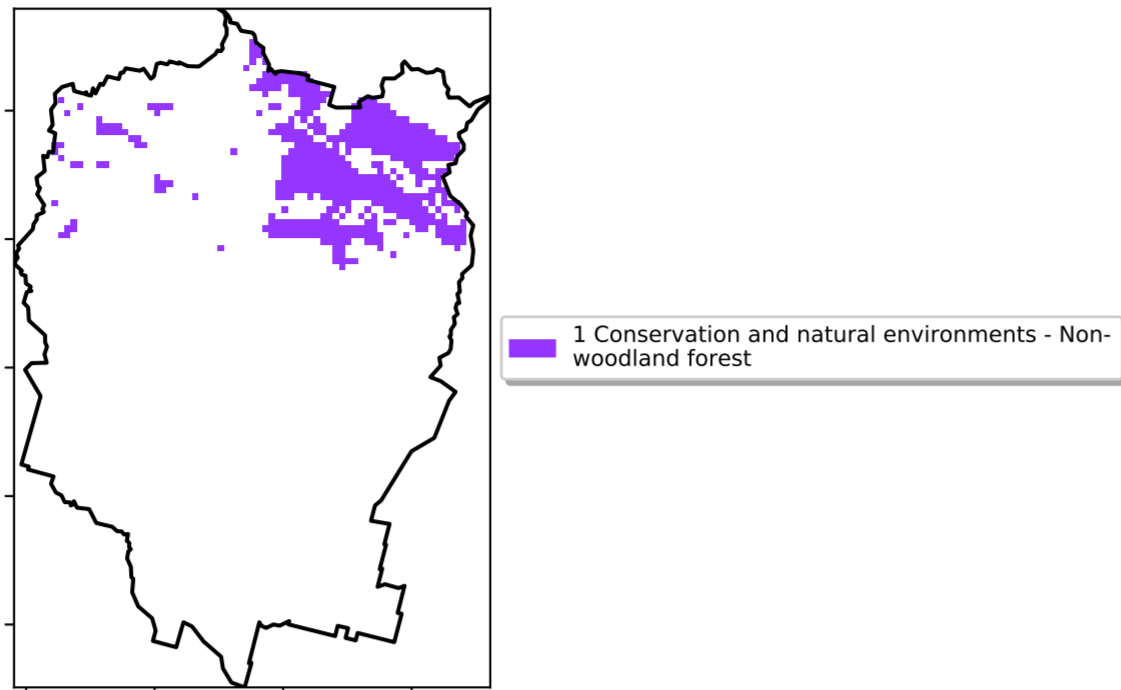 1 Conservation and natural environments - Non-
woodland forest